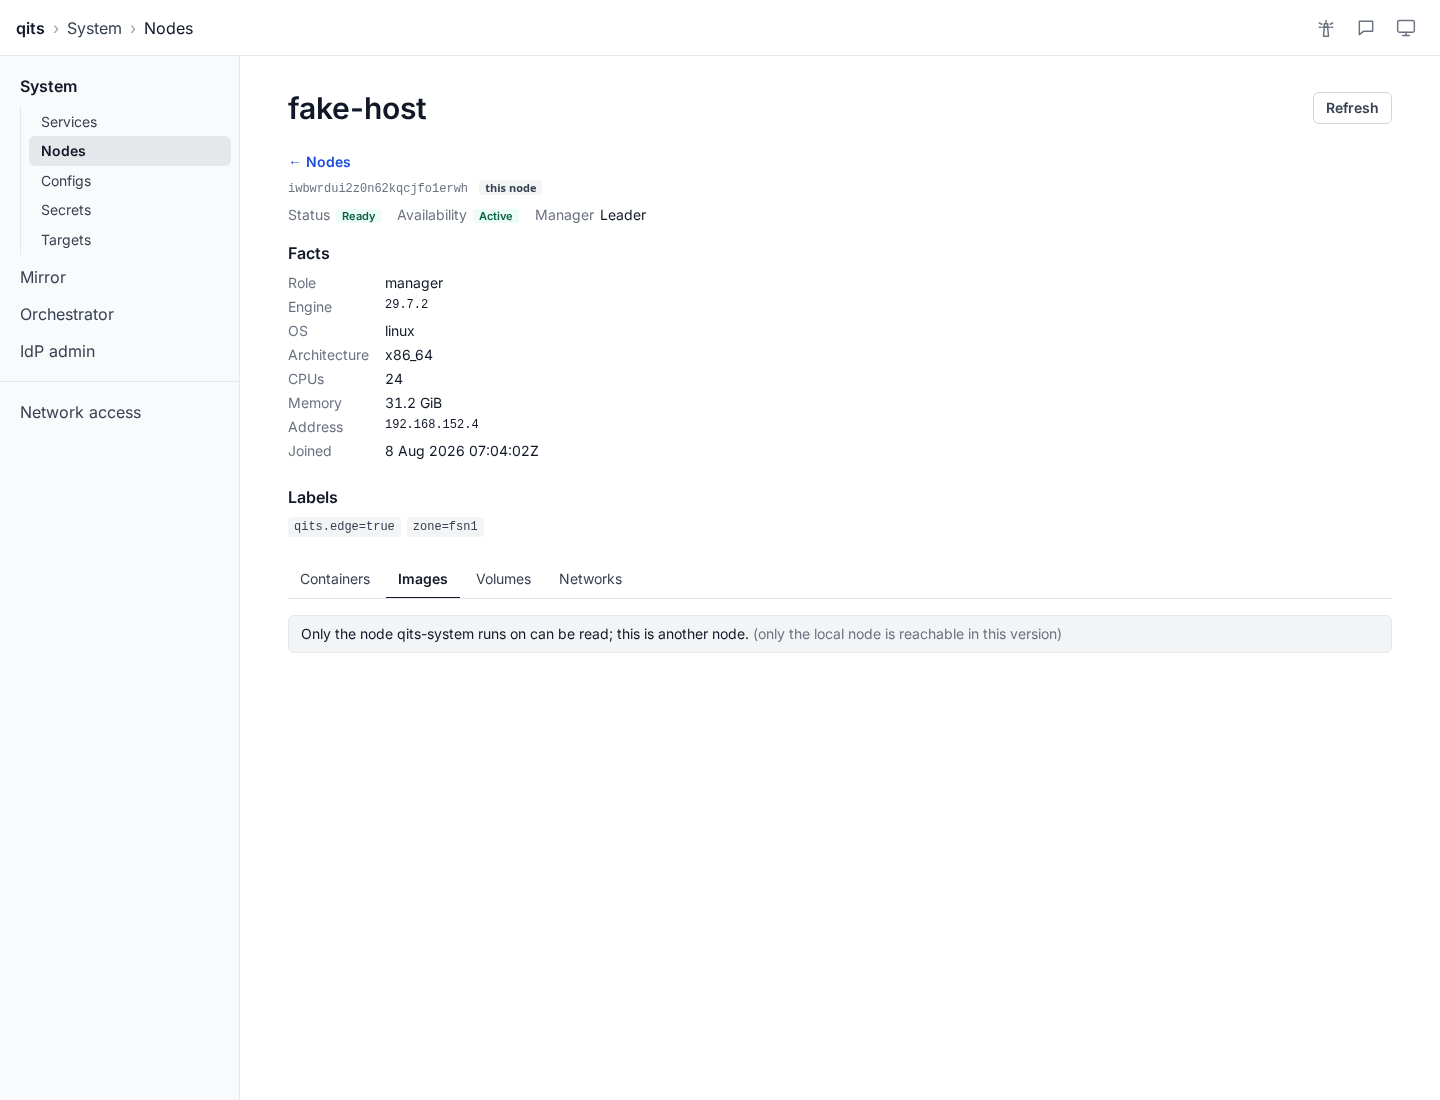 qits › System › Nodes
System
Services
Nodes
Configs
Secrets
Targets
Mirror
Orchestrator
IdP admin
Network access
fake-host
Refresh
← Nodes
iwbwrdui2z0n62kqcjfo1erwh this node
Status Ready Availability Active Manager Leader
Facts
Role manager
Engine 29.7.2
OS linux
Architecture x86_64
CPUs 24
Memory 31.2 GiB
Address 192.168.152.4
Joined 8 Aug 2026 07:04:02Z
Labels
qits.edge=true zone=fsn1
Containers Images Volumes Networks
Only the node qits-system runs on can be read; this is another node. (only the local node is reachable in this version)